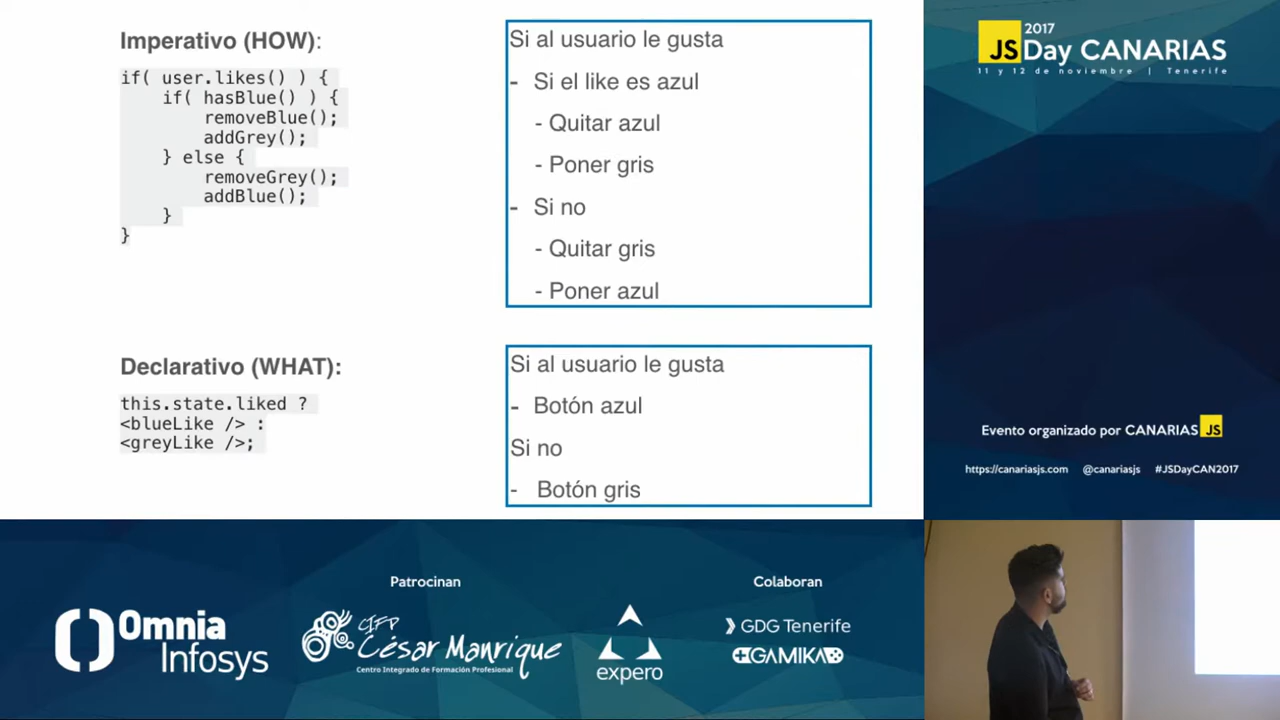 Imperativo (HOW):
if( user.likes() ) {
    if( hasBlue() ) {
        removeBlue();
        addGrey();
    } else {
        removeGrey();
        addBlue();
    }
}
Si al usuario le gusta
- Si el like es azul
- Quitar azul
- Poner gris
- Si no
- Quitar gris
- Poner azul
Declarativo (WHAT):
this.state.liked ?
<blueLike /> :
<greyLike />;
Si al usuario le gusta
- Botón azul
Si no
- Botón gris
2017
JSDay CANARIAS
11 y 12 de noviembre | Tenerife
Evento organizado por CANARIAS JS
https://canariasjs.com @canariasjs #JSDayCAN2017
Patrocinan
Omnia
Infosys
CIFP
César Manrique
Centro Integrado de Formación Profesional
expero
Colaboran
GDG Tenerife
GAMIKA